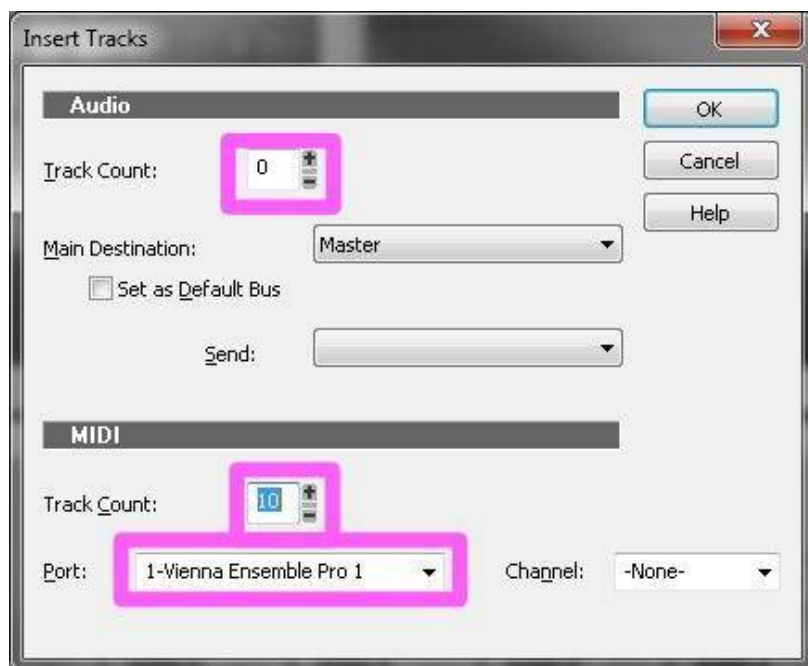 Insert Tracks
Audio
OK
Track Count:
0
Cancel
Help
Main Destination:
Master
Set as Default Bus
Send:
MIDI
Track Count:
10
Port:
1-Vienna Ensemble Pro 1
Channel:
-None-